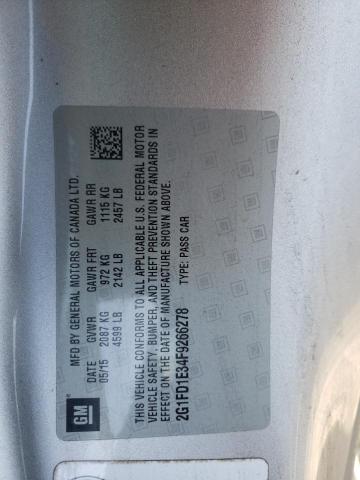 GM
MFD BY GENERAL MOTORS OF CANADA LTD.
DATE GVWR GAWR FRT GAWR RR
05/15 2087 KG 972 KG 1115 KG
4599 LB 2142 LB 2457 LB
THIS VEHICLE CONFORMS TO ALL APPLICABLE U.S. FEDERAL MOTOR
VEHICLE SAFETY, BUMPER, AND THEFT PREVENTION STANDARDS IN
EFFECT ON THE DATE OF MANUFACTURE SHOWN ABOVE.
2G1FD1E34F9266278 TYPE: PASS CAR